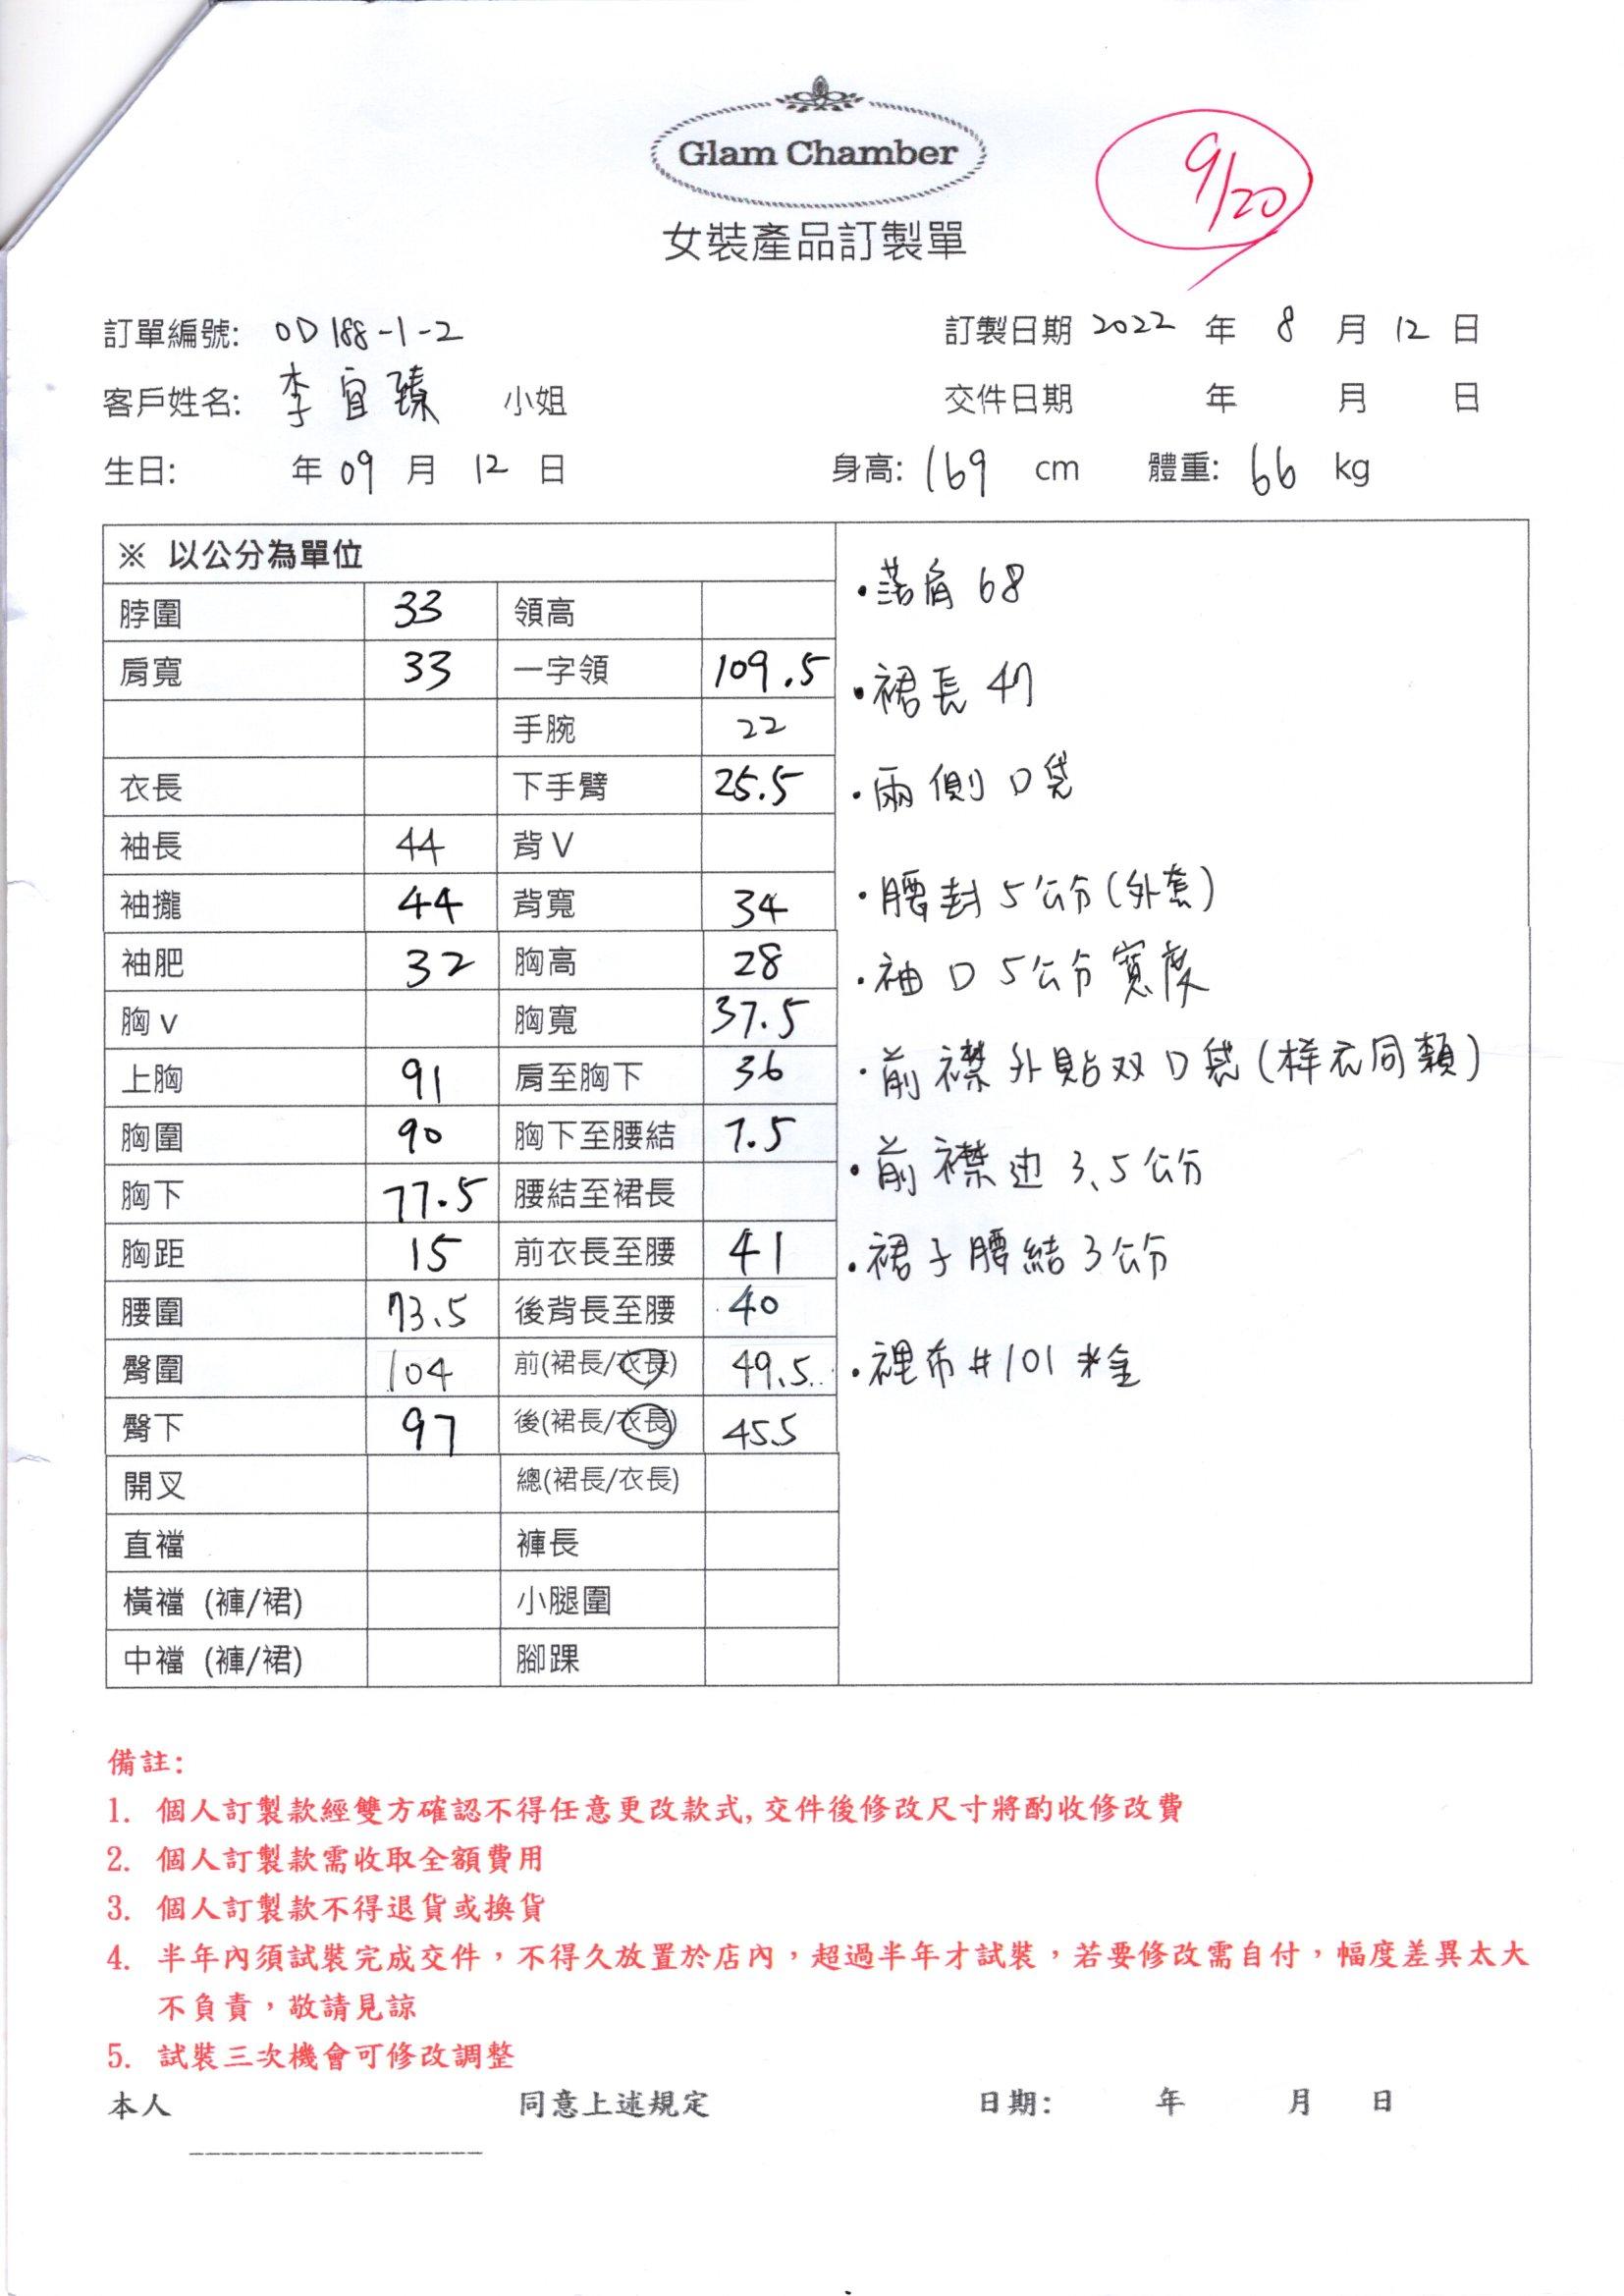 Glam Chamber
9/20
女裝產品訂製單
訂單編號: OD188-1-2 訂製日期 2022 年 8 月 12 日
客戶姓名: 李宜臻 小姐 交件日期 年 月 日
生日: 年 09 月 12 日 身高: 169 cm 體重: 66 kg
※ 以公分為單位
脖圍 33 領高
肩寬 33 一字領 109.5
手腕 22
衣長 下手臂 25.5
袖長 44 背V
袖攏 44 背寬 34
袖肥 32 胸高 28
胸v 胸寬 37.5
上胸 91 肩至胸下 36
胸圍 90 胸下至腰結 7.5
胸下 77.5 腰結至裙長
胸距 15 前衣長至腰 41
腰圍 73.5 後背長至腰 40
臀圍 104 前(裙長/衣長) 49.5
臀下 97 後(裙長/衣長) 45.5
開叉 總(裙長/衣長)
直襠 褲長
橫襠 (褲/裙) 小腿圍
中襠 (褲/裙) 腳踝
·落肩 68
·裙長 47
·兩側口袋
·腰封 5公分(外套)
·袖口 5公分寬度
·前襟外貼双口袋(样衣同類)
·前襟边 3.5公分
·裙子腰結3公分
·裡布#101 米金
備註:
1. 個人訂製款經雙方確認不得任意更改款式,交件後修改尺寸將酌收修改費
2. 個人訂製款需收取全額費用
3. 個人訂製款不得退貨或換貨
4. 半年內須試裝完成交件，不得久放置於店內，超過半年才試裝，若要修改需自付，幅度差異太大
不負責，敬請見諒
5. 試裝三次機會可修改調整
本人 同意上述規定 日期: 年 月 日